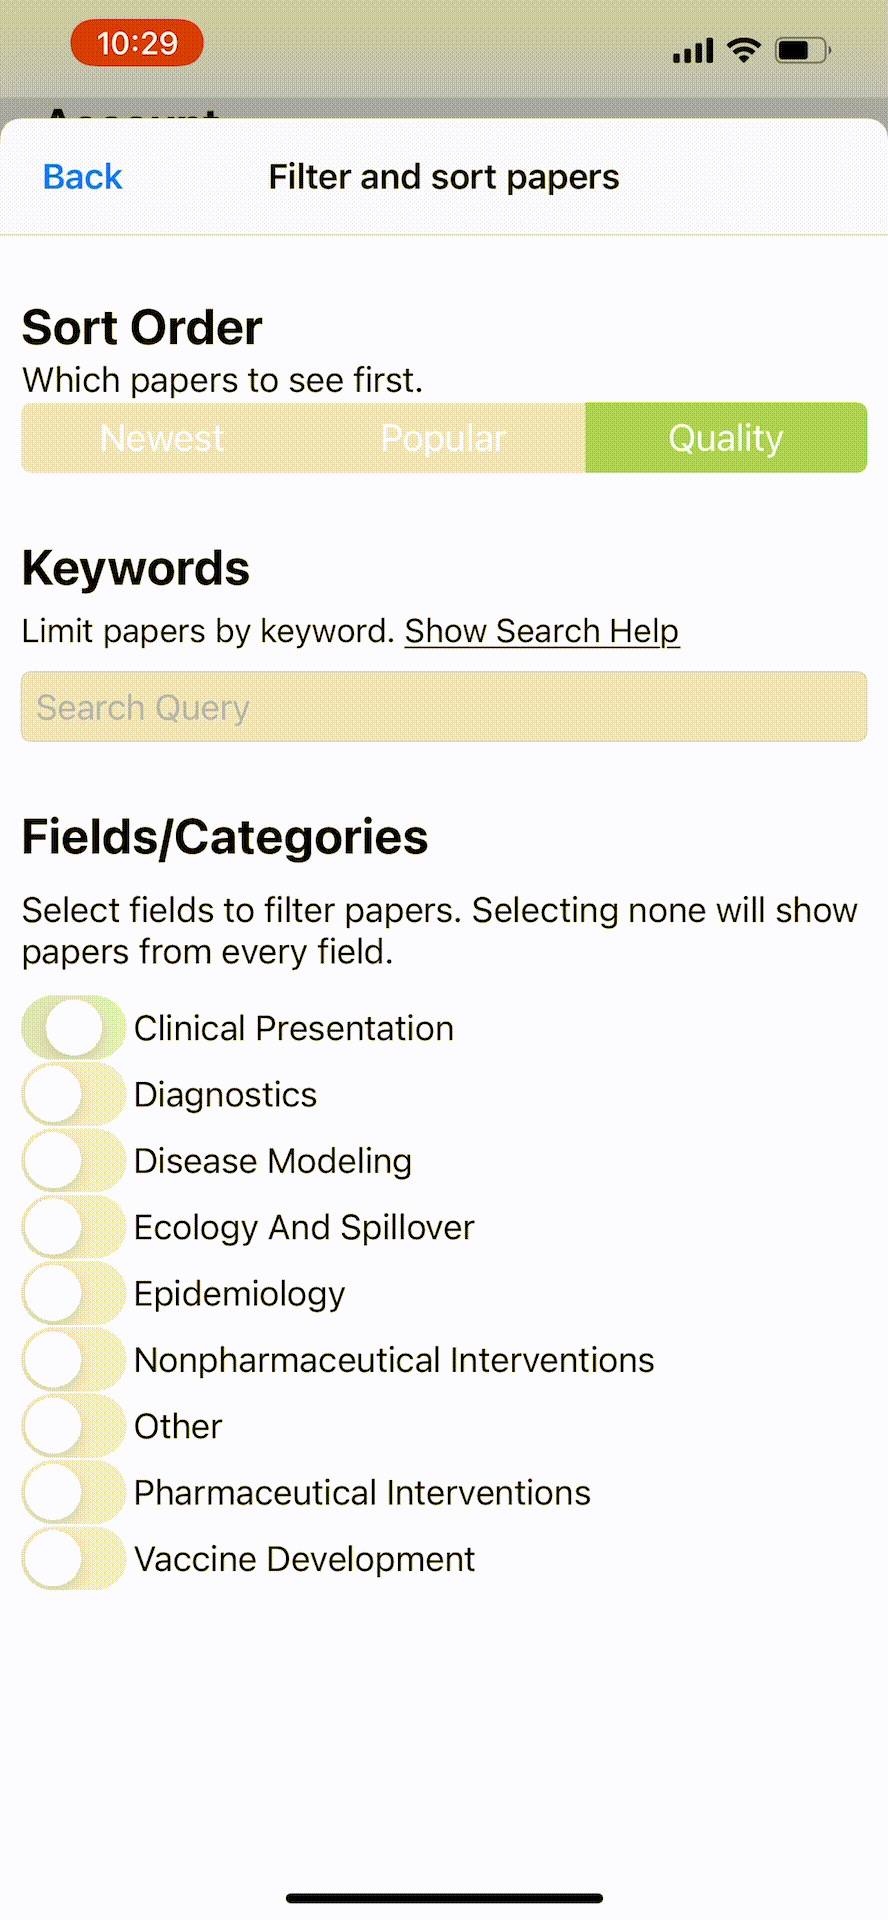 10:29
Account
Back
Filter and sort papers
Sort Order
Which papers to see first.
Newest Popular Quality
Keywords
Limit papers by keyword. Show Search Help
Search Query
Fields/Categories
Select fields to filter papers. Selecting none will show
papers from every field.
Clinical Presentation
Diagnostics
Disease Modeling
Ecology And Spillover
Epidemiology
Nonpharmaceutical Interventions
Other
Pharmaceutical Interventions
Vaccine Development